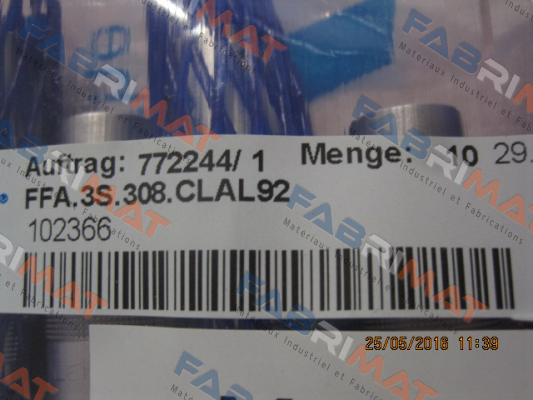 Auftrag: 772244/ 1 Menge: 10 29.
FFA.3S.308.CLAL92
102366
25/05/2016 11:39
FABRIMAT
Materiaux Industriel et Fabrications